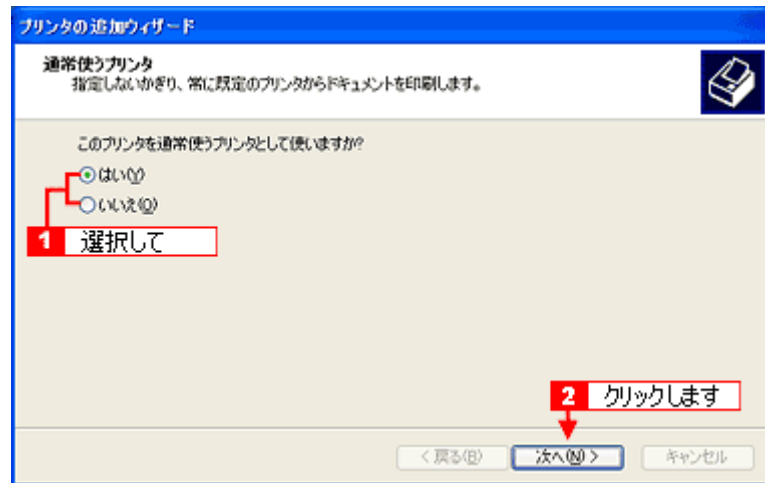 プリンタの追加ウィザード
通常使うプリンタ
指定しないかぎり、常に既定のプリンタからドキュメントを印刷します。
このプリンタを通常使うプリンタとして使いますか?
はい(Y)
いいえ(O)
1 選択して
2 クリックします
< 戻る(B)
次へ(N) >
キャンセル